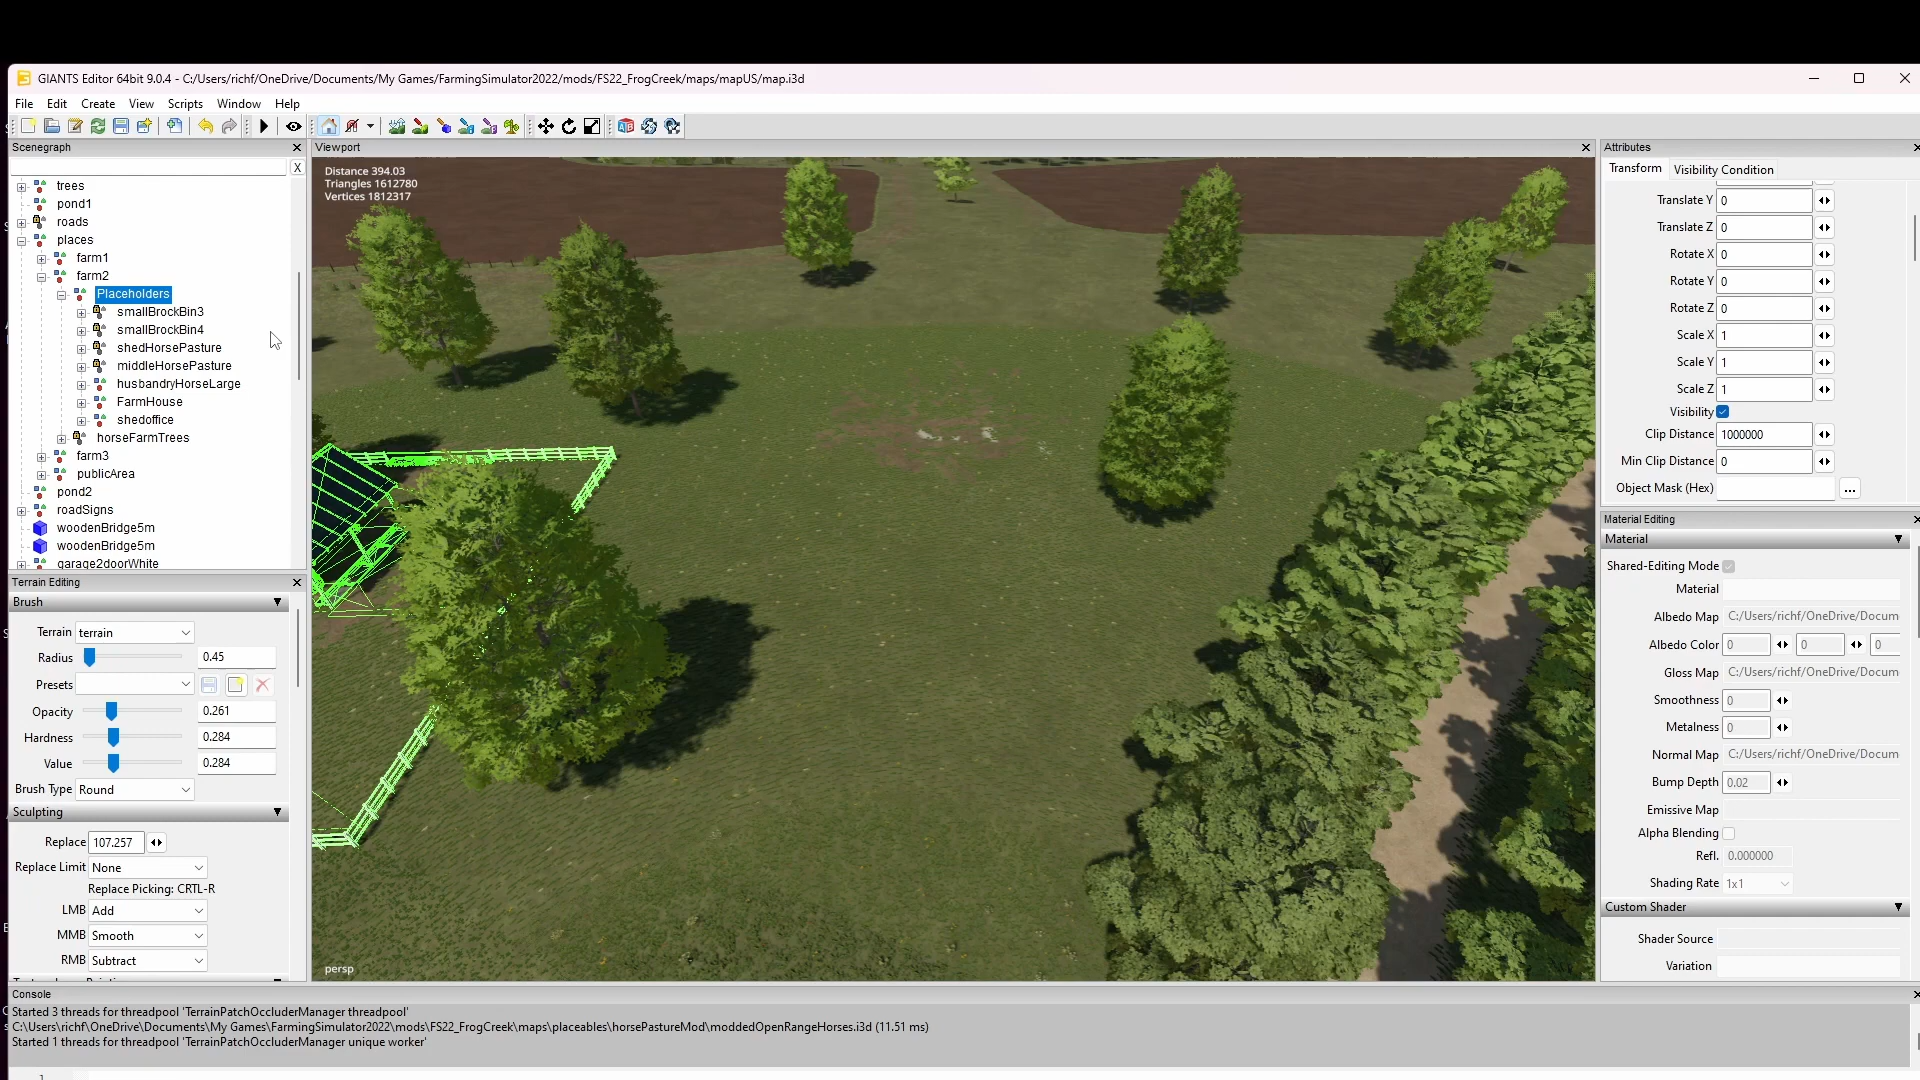 GIANTS Editor 64bit 9.0.4 - C:/Users/richf/OneDrive/Documents/My Games/FarmingSimulator2022/mods/FS22_FrogCreek/maps/mapUS/map.i3d
File Edit Create View Scripts Window Help
Scenegraph
X
trees
pond1
roads
places
farm1
farm2
Placeholders
smallBrockBin3
smallBrockBin4
shedHorsePasture
middleHorsePasture
husbandryHorseLarge
FarmHouse
shedoffice
horseFarmTrees
farm3
publicArea
pond2
roadSigns
woodenBridge5m
woodenBridge5m
garage2doorWhite
Terrain Editing
Brush
Terrain terrain
Radius 0.45
Presets
Opacity 0.261
Hardness 0.284
Value 0.284
Brush Type Round
Sculpting
Replace 107.257
Replace Limit None
Replace Picking: CRTL-R
LMB Add
MMB Smooth
RMB Subtract
Viewport
Distance 394.03
Triangles 1612780
Vertices 1812317
persp
Attributes
Transform Visibility Condition
Translate Y 0
Translate Z 0
Rotate X 0
Rotate Y 0
Rotate Z 0
Scale X 1
Scale Y 1
Scale Z 1
Visibility
Clip Distance 1000000
Min Clip Distance 0
Object Mask (Hex) ...
Material Editing
Material
Shared-Editing Mode
Material
Albedo Map C:/Users/richf/OneDrive/Docum
Albedo Color 0 0 0
Gloss Map C:/Users/richf/OneDrive/Docum
Smoothness 0
Metalness 0
Normal Map C:/Users/richf/OneDrive/Docum
Bump Depth 0.02
Emissive Map
Alpha Blending
Refl. 0.000000
Shading Rate 1x1
Custom Shader
Shader Source
Variation
Console
Started 3 threads for threadpool 'TerrainPatchOccluderManager threadpool'
C:\Users\richf\OneDrive\Documents\My Games\FarmingSimulator2022\mods\FS22_FrogCreek\maps\placeables\horsePastureMod\moddedOpenRangeHorses.i3d (11.51 ms)
Started 1 threads for threadpool 'TerrainPatchOccluderManager unique worker'
1